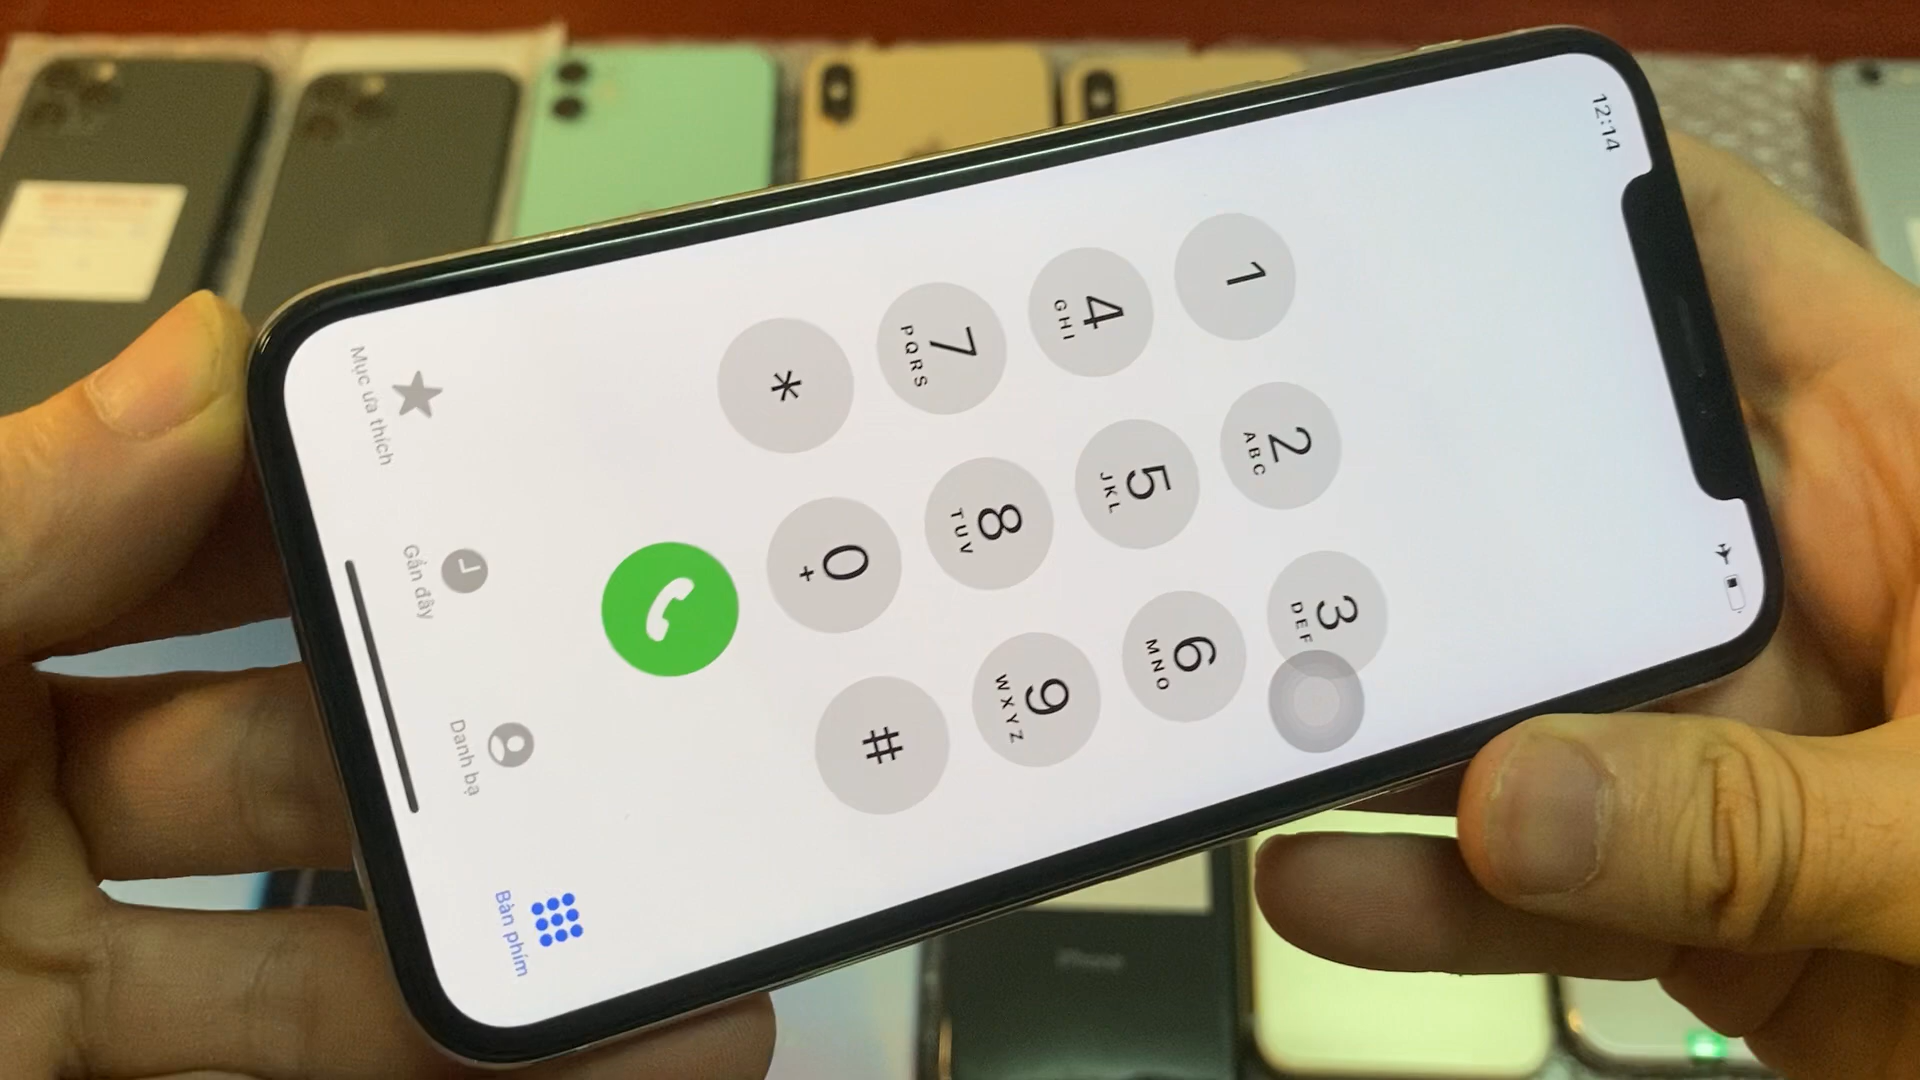 12:14
1
2
ABC
3
DEF
4
GHI
5
JKL
6
MNO
7
PQRS
8
TUV
9
WXYZ
*
0
+
#
Mục ưa thích
Gần đây
Danh bạ
Bàn phím
iPhone